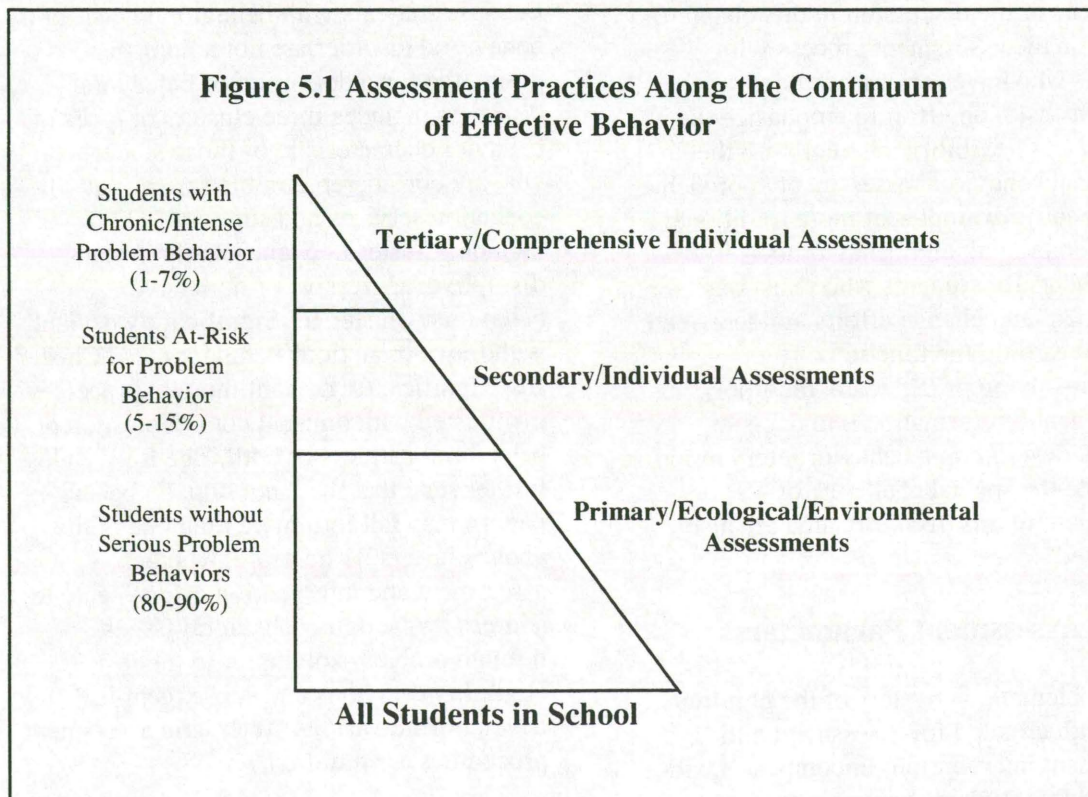 Figure 5.1 Assessment Practices Along the Continuum
of Effective Behavior
Students with
Chronic/Intense
Problem Behavior
(1-7%)
Tertiary/Comprehensive Individual Assessments
Students At-Risk
for Problem
Behavior
(5-15%)
Secondary/Individual Assessments
Students without
Serious Problem
Behaviors
(80-90%)
Primary/Ecological/Environmental
Assessments
All Students in School